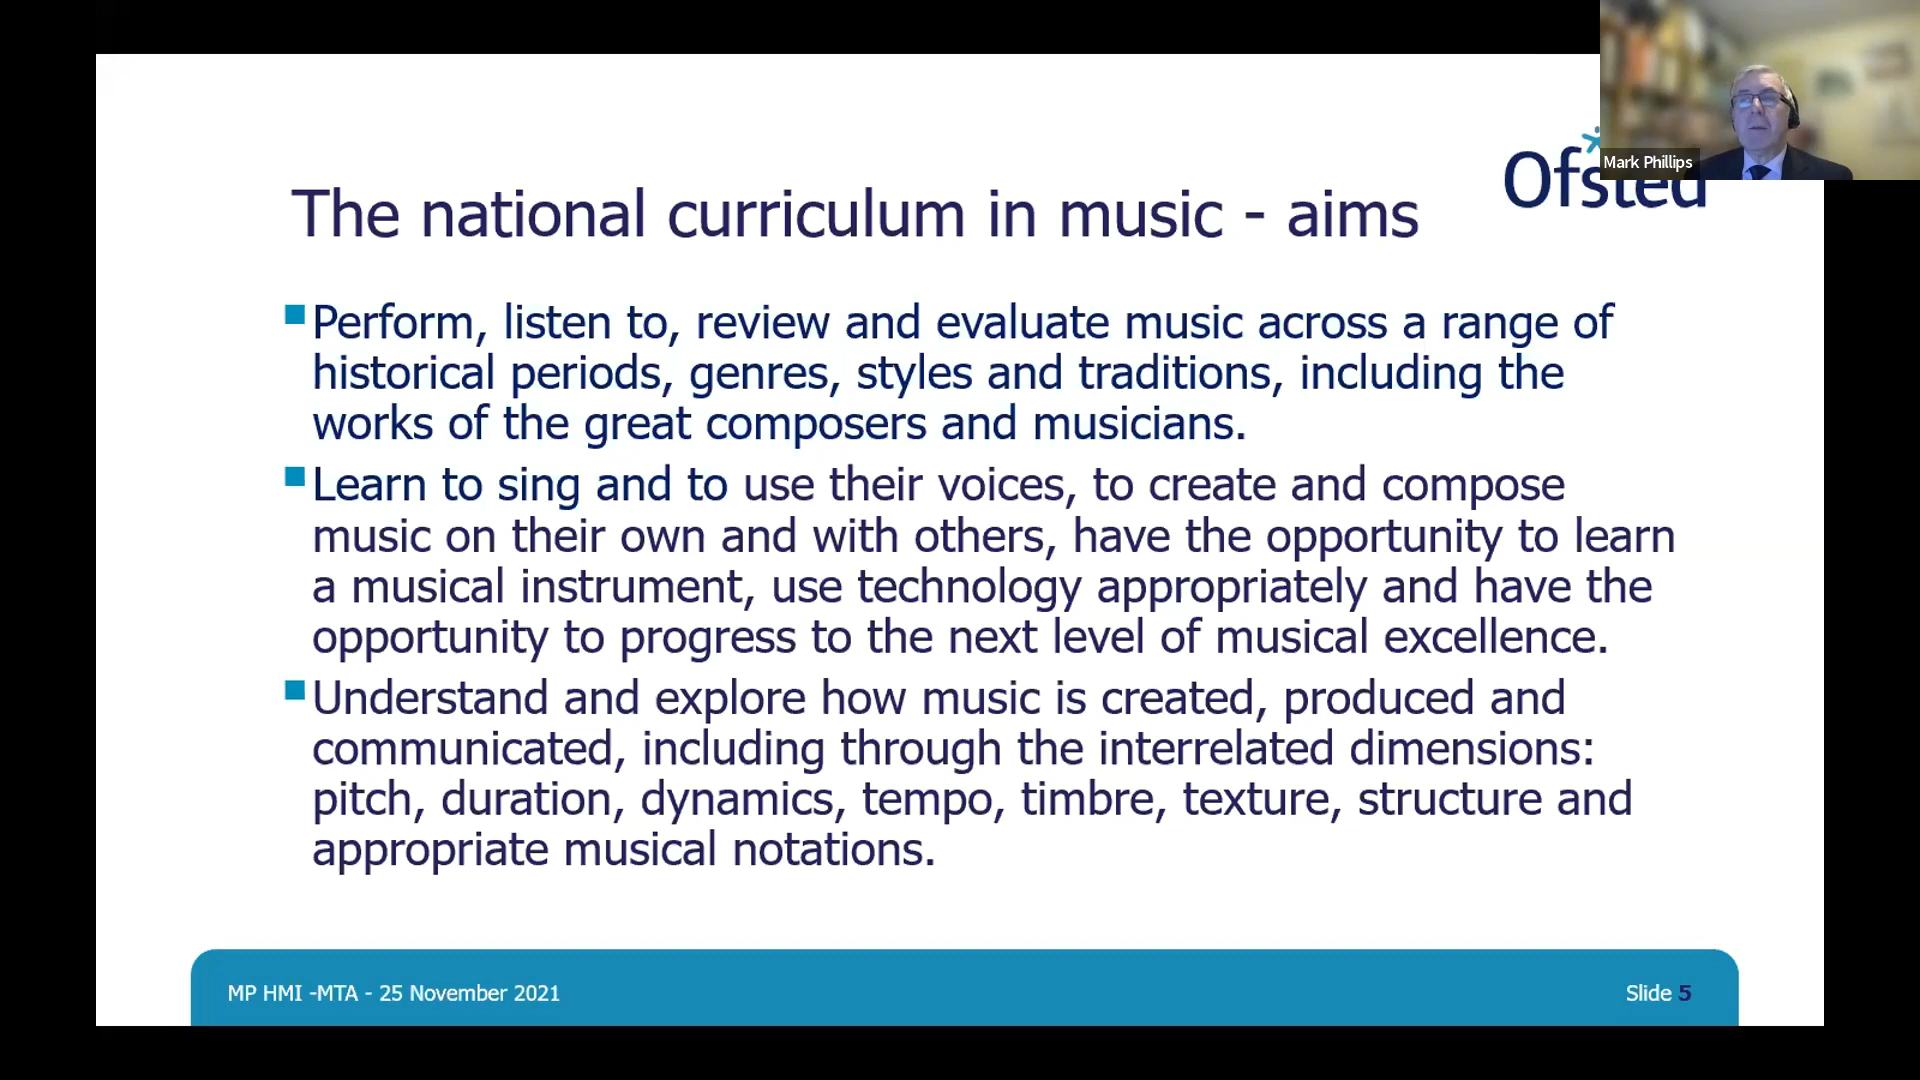 Mark Phillips
Ofsted
The national curriculum in music - aims
Perform, listen to, review and evaluate music across a range of
historical periods, genres, styles and traditions, including the
works of the great composers and musicians.
Learn to sing and to use their voices, to create and compose
music on their own and with others, have the opportunity to learn
a musical instrument, use technology appropriately and have the
opportunity to progress to the next level of musical excellence.
Understand and explore how music is created, produced and
communicated, including through the interrelated dimensions:
pitch, duration, dynamics, tempo, timbre, texture, structure and
appropriate musical notations.
MP HMI -MTA - 25 November 2021
Slide 5